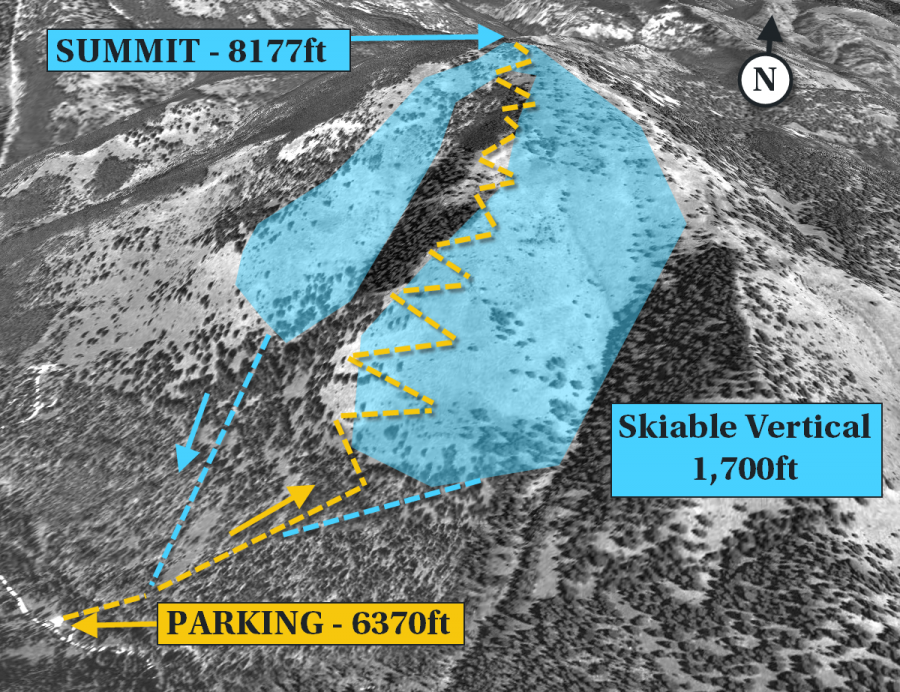 SUMMIT - 8177ft
N
Skiable Vertical
1,700ft
PARKING - 6370ft